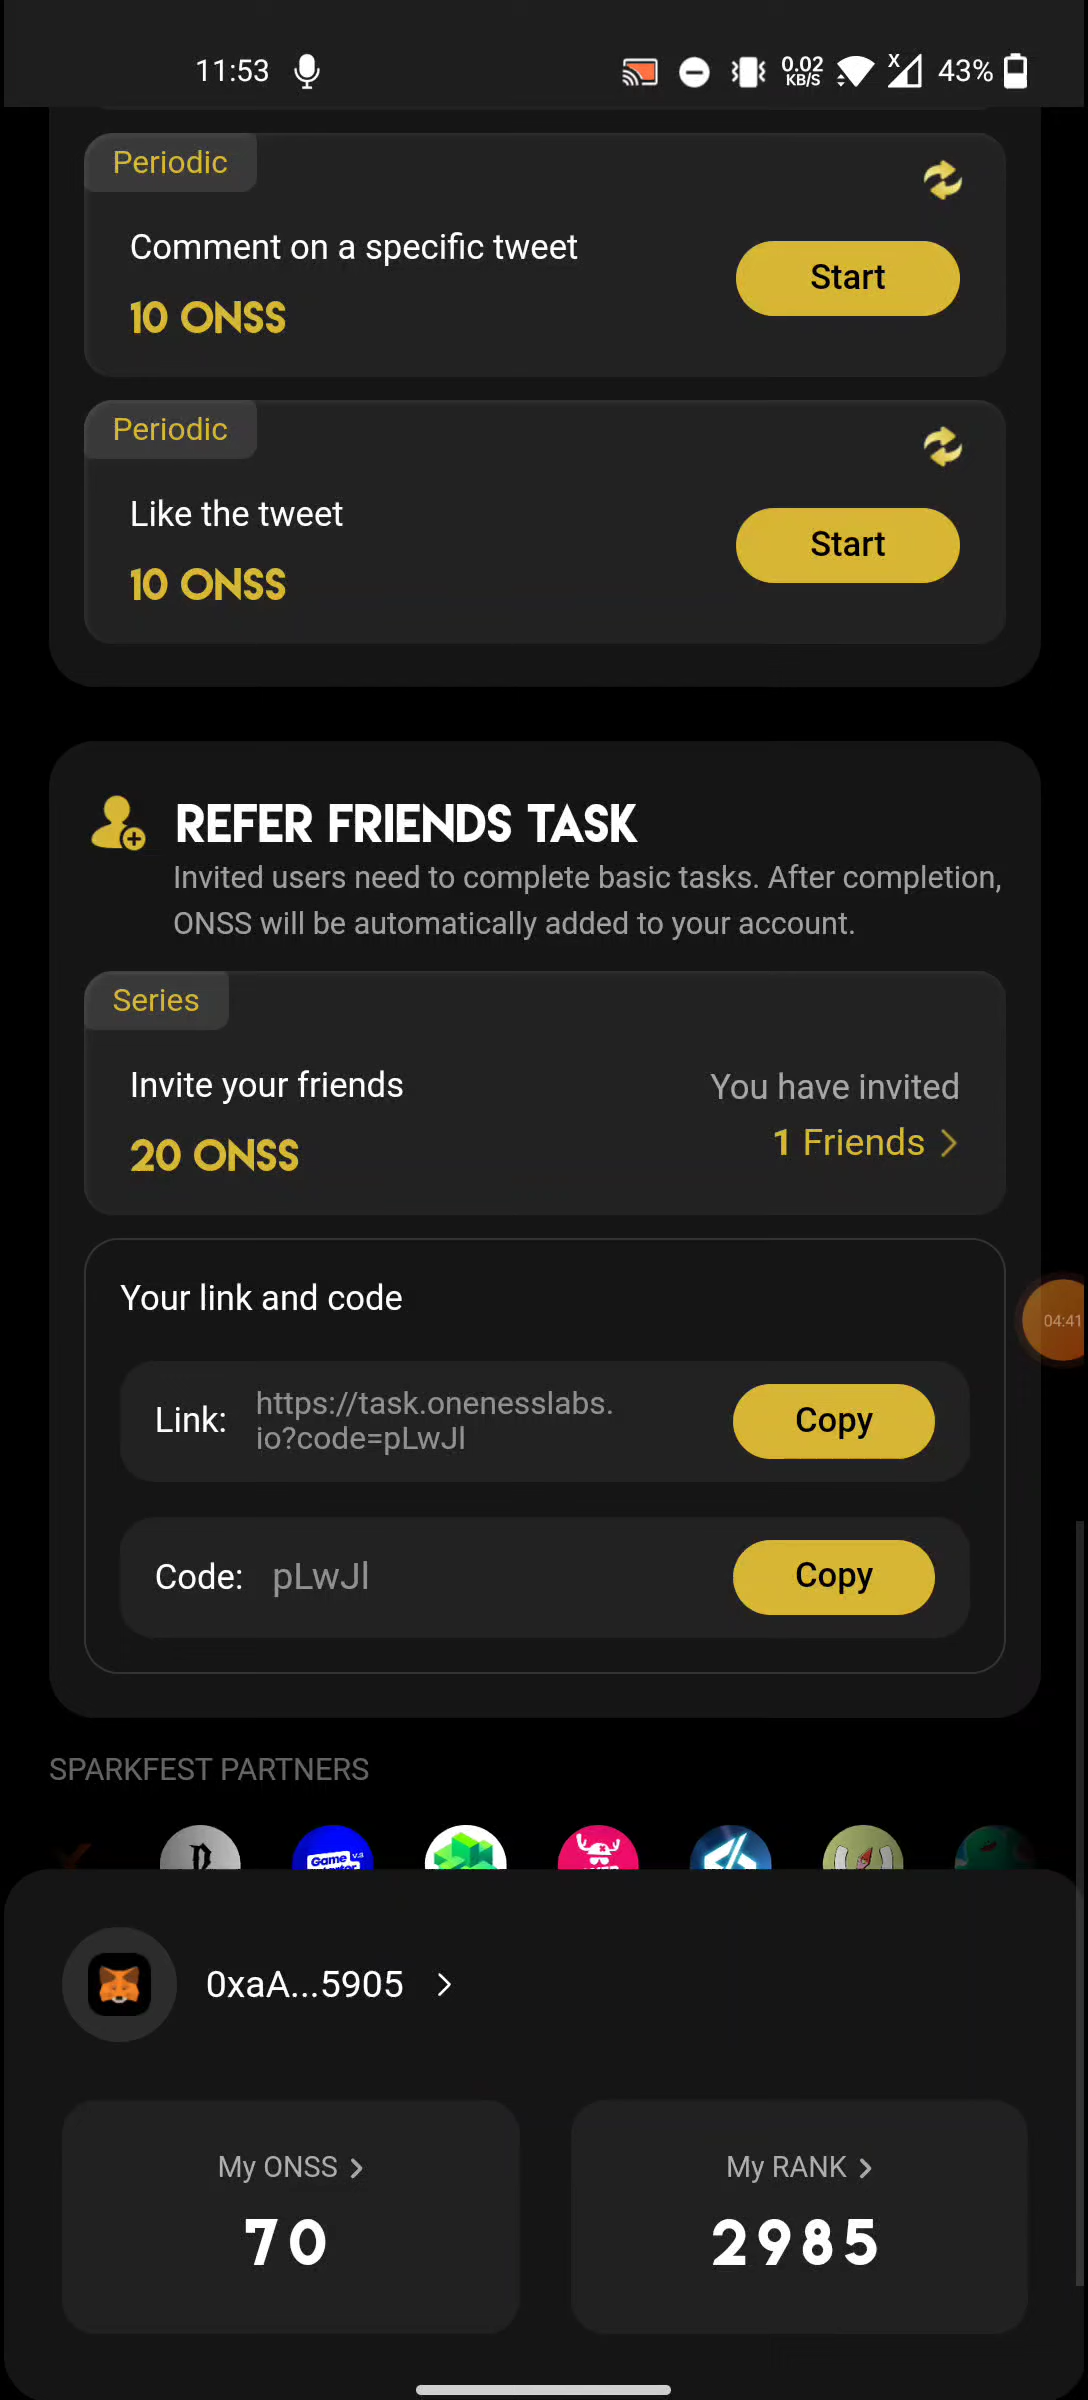 11:53
0.02 KB/S
X
43%
Periodic
Comment on a specific tweet
Start
10 ONSS
Periodic
Like the tweet
Start
10 ONSS
REFER FRIENDS TASK
Invited users need to complete basic tasks. After completion,
ONSS will be automatically added to your account.
Series
Invite your friends
You have invited
20 ONSS
1 Friends >
Your link and code
04:41
Link:
https://task.onenesslabs.
io?code=pLwJl
Copy
Code:
pLwJl
Copy
SPARKFEST PARTNERS
Game
0xaA...5905 >
My ONSS >
70
My RANK >
2985